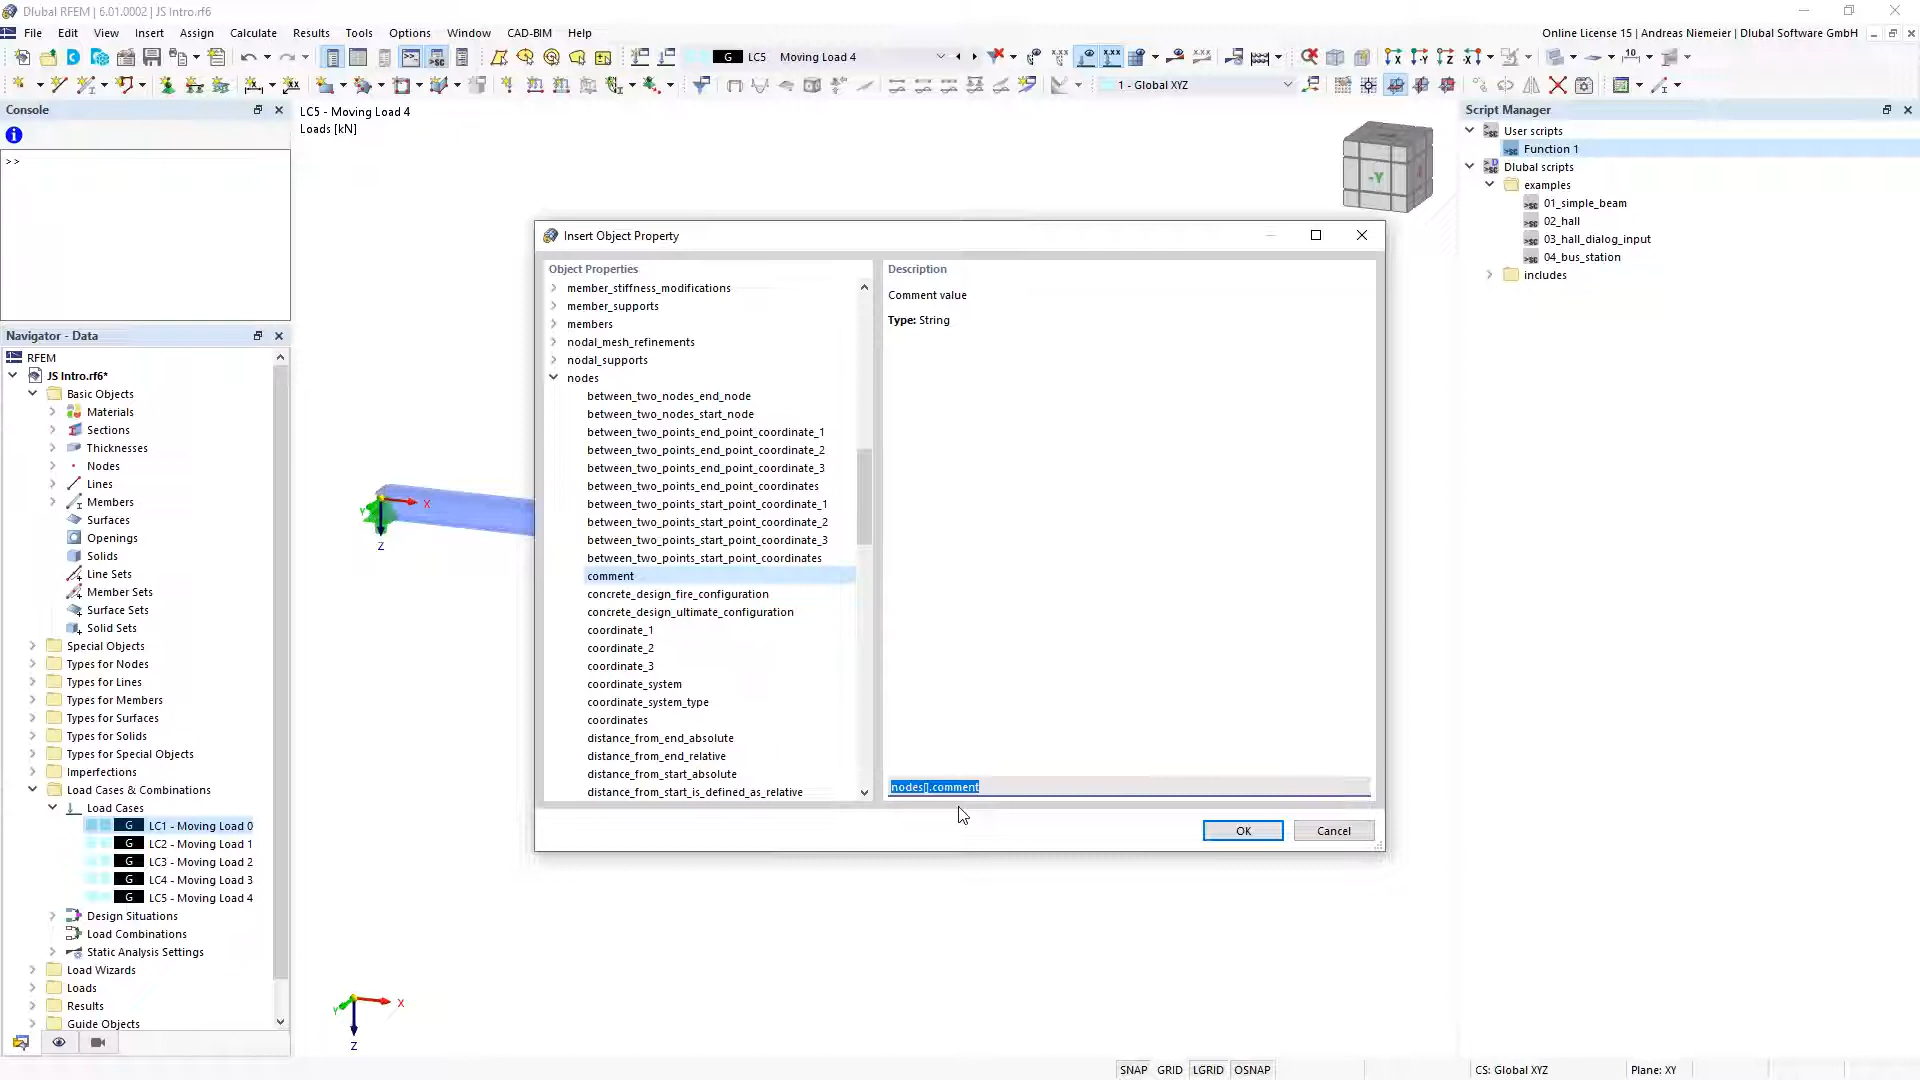 Dlubal RFEM | 6.01.0002 | JS Intro.rf6
File Edit View Insert Assign Calculate Results Tools Options Window CAD-BIM Help
Online License 15 | Andreas Niemeier | Dlubal Software GmbH
G LC5 Moving Load 4
1 - Global XYZ
Console
>>
LC5 - Moving Load 4
Loads [kN]
-Y
X
Y
Z
X
Y
Z
Navigator - Data
RFEM
JS Intro.rf6*
Basic Objects
Materials
Sections
Thicknesses
Nodes
Lines
Members
Surfaces
Openings
Solids
Line Sets
Member Sets
Surface Sets
Solid Sets
Special Objects
Types for Nodes
Types for Lines
Types for Members
Types for Surfaces
Types for Solids
Types for Special Objects
Imperfections
Load Cases & Combinations
Load Cases
G LC1 - Moving Load 0
G LC2 - Moving Load 1
G LC3 - Moving Load 2
G LC4 - Moving Load 3
G LC5 - Moving Load 4
Design Situations
Load Combinations
Static Analysis Settings
Load Wizards
Loads
Results
Guide Objects
Insert Object Property
Object Properties
member_stiffness_modifications
member_supports
members
nodal_mesh_refinements
nodal_supports
nodes
between_two_nodes_end_node
between_two_nodes_start_node
between_two_points_end_point_coordinate_1
between_two_points_end_point_coordinate_2
between_two_points_end_point_coordinate_3
between_two_points_end_point_coordinates
between_two_points_start_point_coordinate_1
between_two_points_start_point_coordinate_2
between_two_points_start_point_coordinate_3
between_two_points_start_point_coordinates
comment
concrete_design_fire_configuration
concrete_design_ultimate_configuration
coordinate_1
coordinate_2
coordinate_3
coordinate_system
coordinate_system_type
coordinates
distance_from_end_absolute
distance_from_end_relative
distance_from_start_absolute
distance_from_start_is_defined_as_relative
Description
Comment value
Type: String
nodes[].comment
OK
Cancel
Script Manager
User scripts
Function 1
Dlubal scripts
examples
01_simple_beam
02_hall
03_hall_dialog_input
04_bus_station
includes
SNAP GRID LGRID OSNAP
CS: Global XYZ
Plane: XY